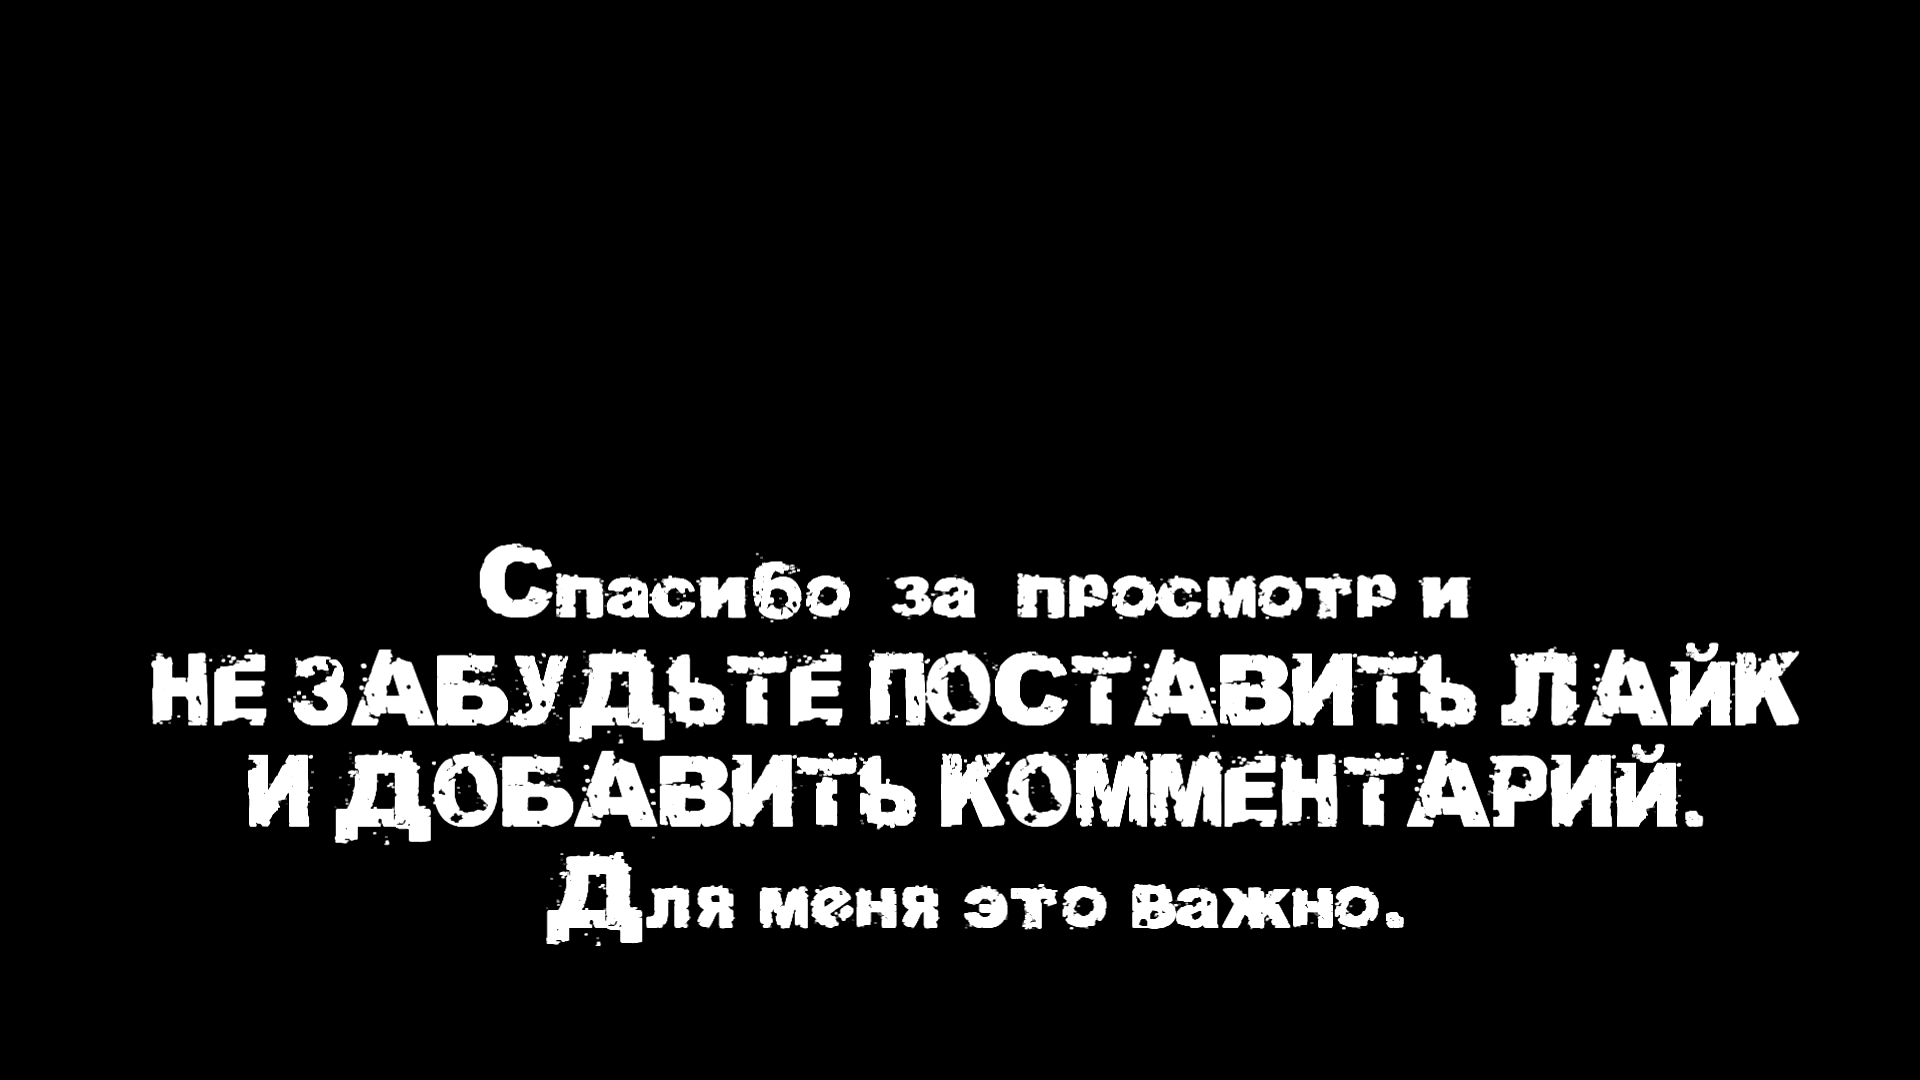 Спасибо за просмотр и
НЕ ЗАБУДЬТЕ ПОСТАВИТЬ ЛАЙК
И ДОБАВИТЬ КОММЕНТАРИЙ.
Для меня это важно.